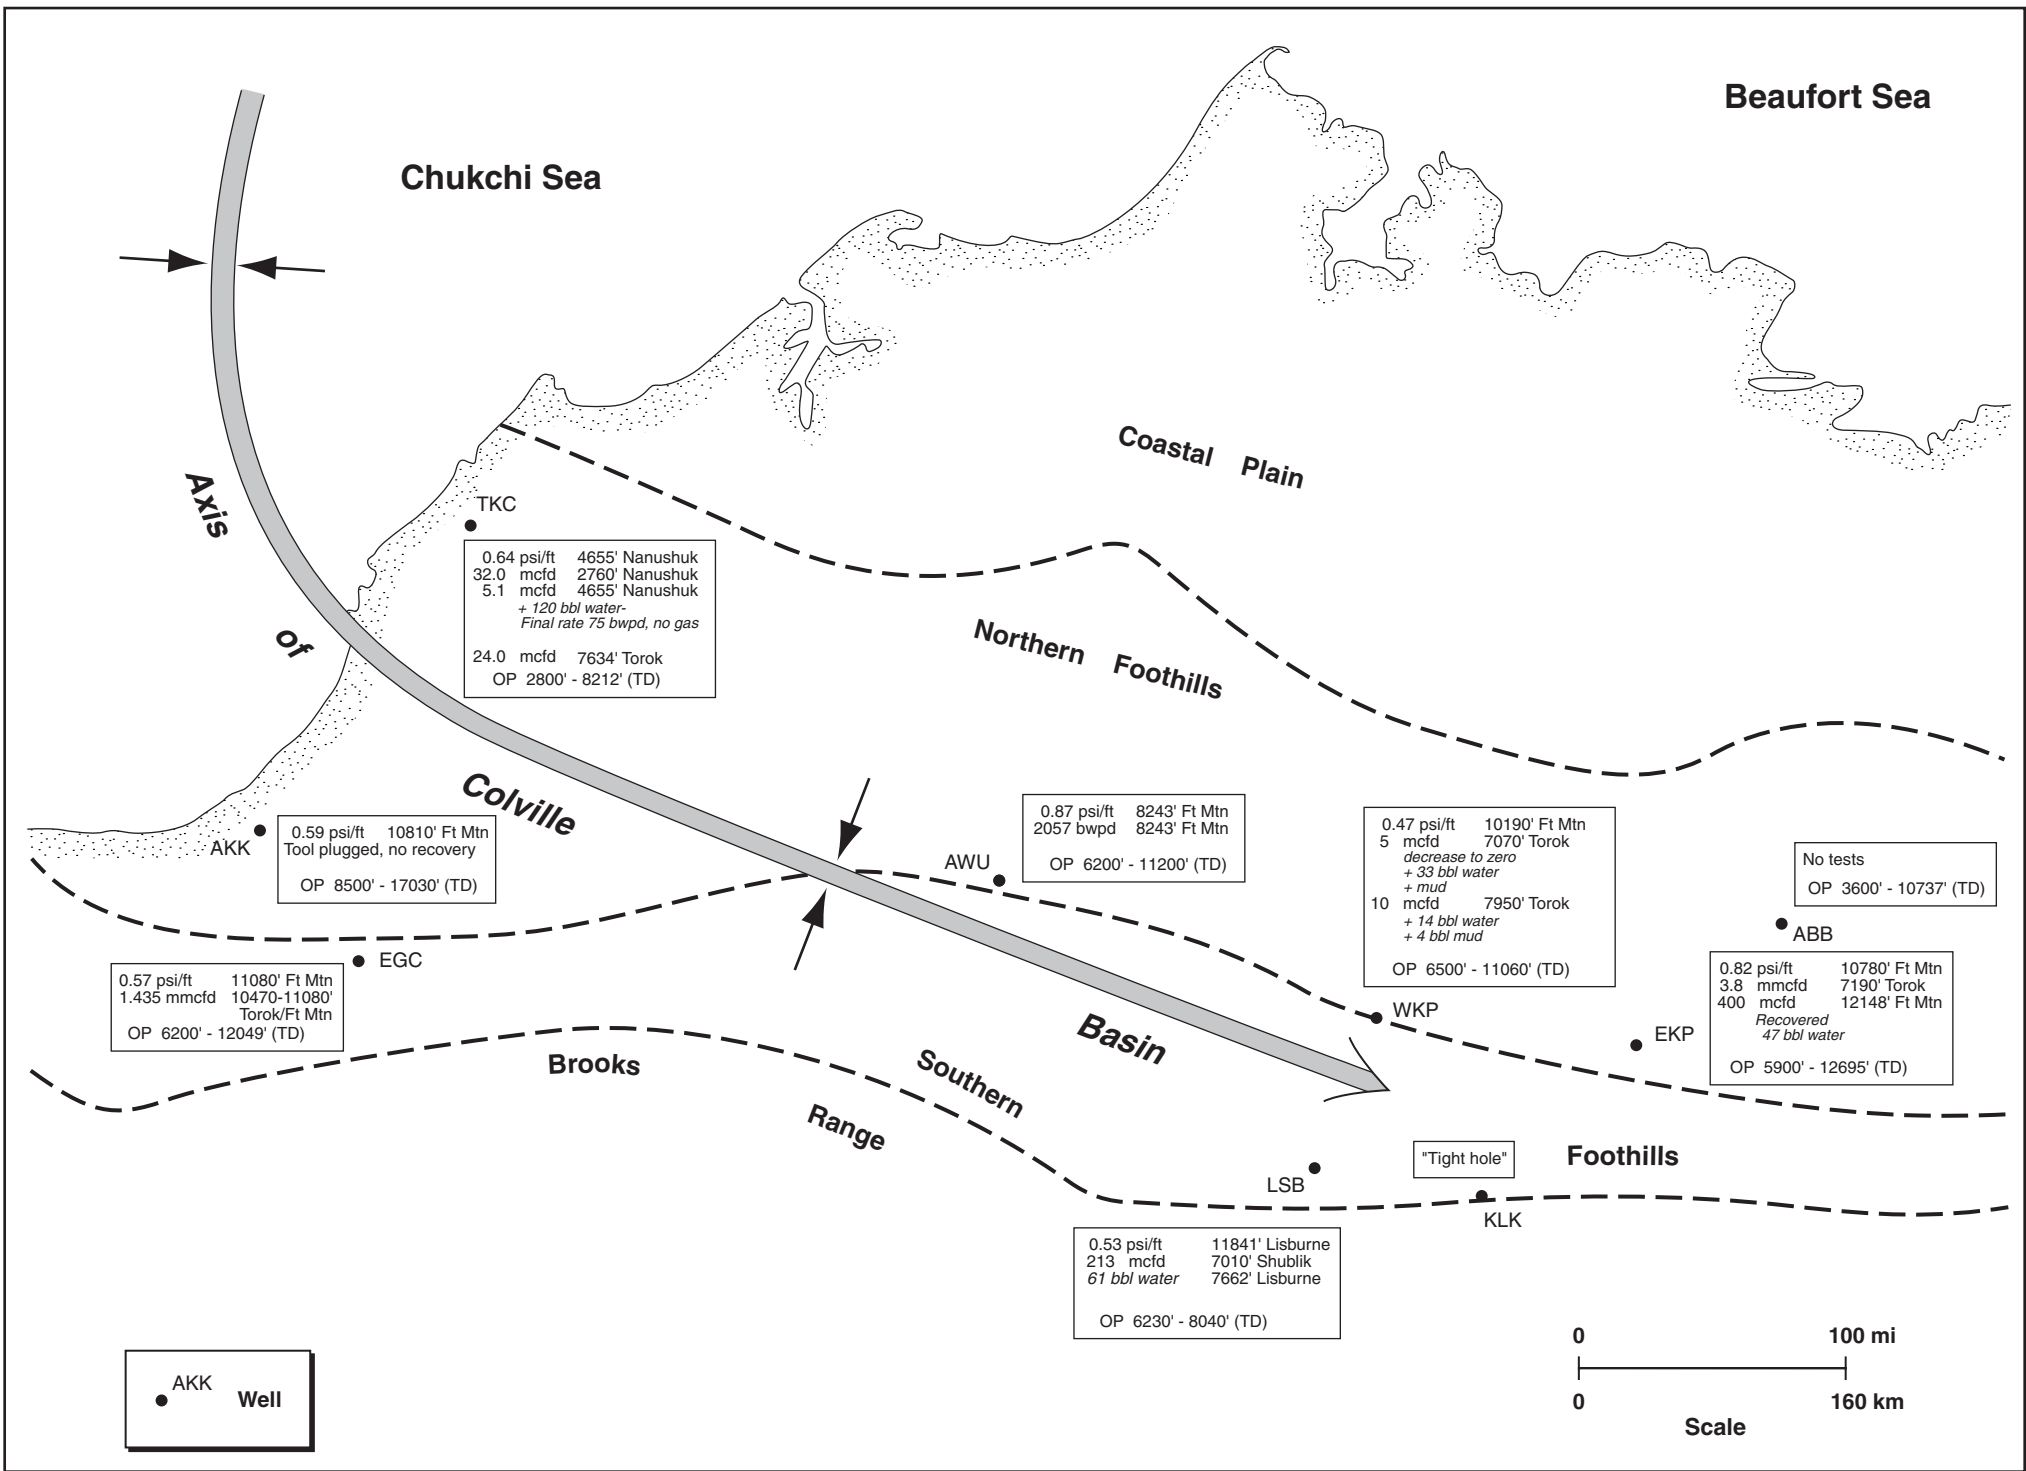 Beaufort Sea
Chukchi Sea
Coastal Plain
Axis
of
Colville
Basin
TKC
0.64 psi/ft 4655' Nanushuk
32.0 mcfd 2760' Nanushuk
5.1 mcfd 4655' Nanushuk
+ 120 bbl water-
Final rate 75 bwpd, no gas
24.0 mcfd 7634' Torok
OP 2800' - 8212' (TD)
Northern Foothills
AKK
0.59 psi/ft 10810' Ft Mtn
Tool plugged, no recovery
OP 8500' - 17030' (TD)
AWU
0.87 psi/ft 8243' Ft Mtn
2057 bwpd 8243' Ft Mtn
OP 6200' - 11200' (TD)
0.47 psi/ft 10190' Ft Mtn
5 mcfd 7070' Torok
decrease to zero
+ 33 bbl water
+ mud
10 mcfd 7950' Torok
+ 14 bbl water
+ 4 bbl mud
OP 6500' - 11060' (TD)
WKP
No tests
OP 3600' - 10737' (TD)
ABB
EGC
0.57 psi/ft 11080' Ft Mtn
1.435 mmcfd 10470-11080'
Torok/Ft Mtn
OP 6200' - 12049' (TD)
EKP
0.82 psi/ft 10780' Ft Mtn
3.8 mmcfd 7190' Torok
400 mcfd 12148' Ft Mtn
Recovered
47 bbl water
OP 5900' - 12695' (TD)
Brooks
Range
Southern
Foothills
"Tight hole"
KLK
LSB
0.53 psi/ft 11841' Lisburne
213 mcfd 7010' Shublik
61 bbl water 7662' Lisburne
OP 6230' - 8040' (TD)
AKK
Well
0 100 mi
0 160 km
Scale